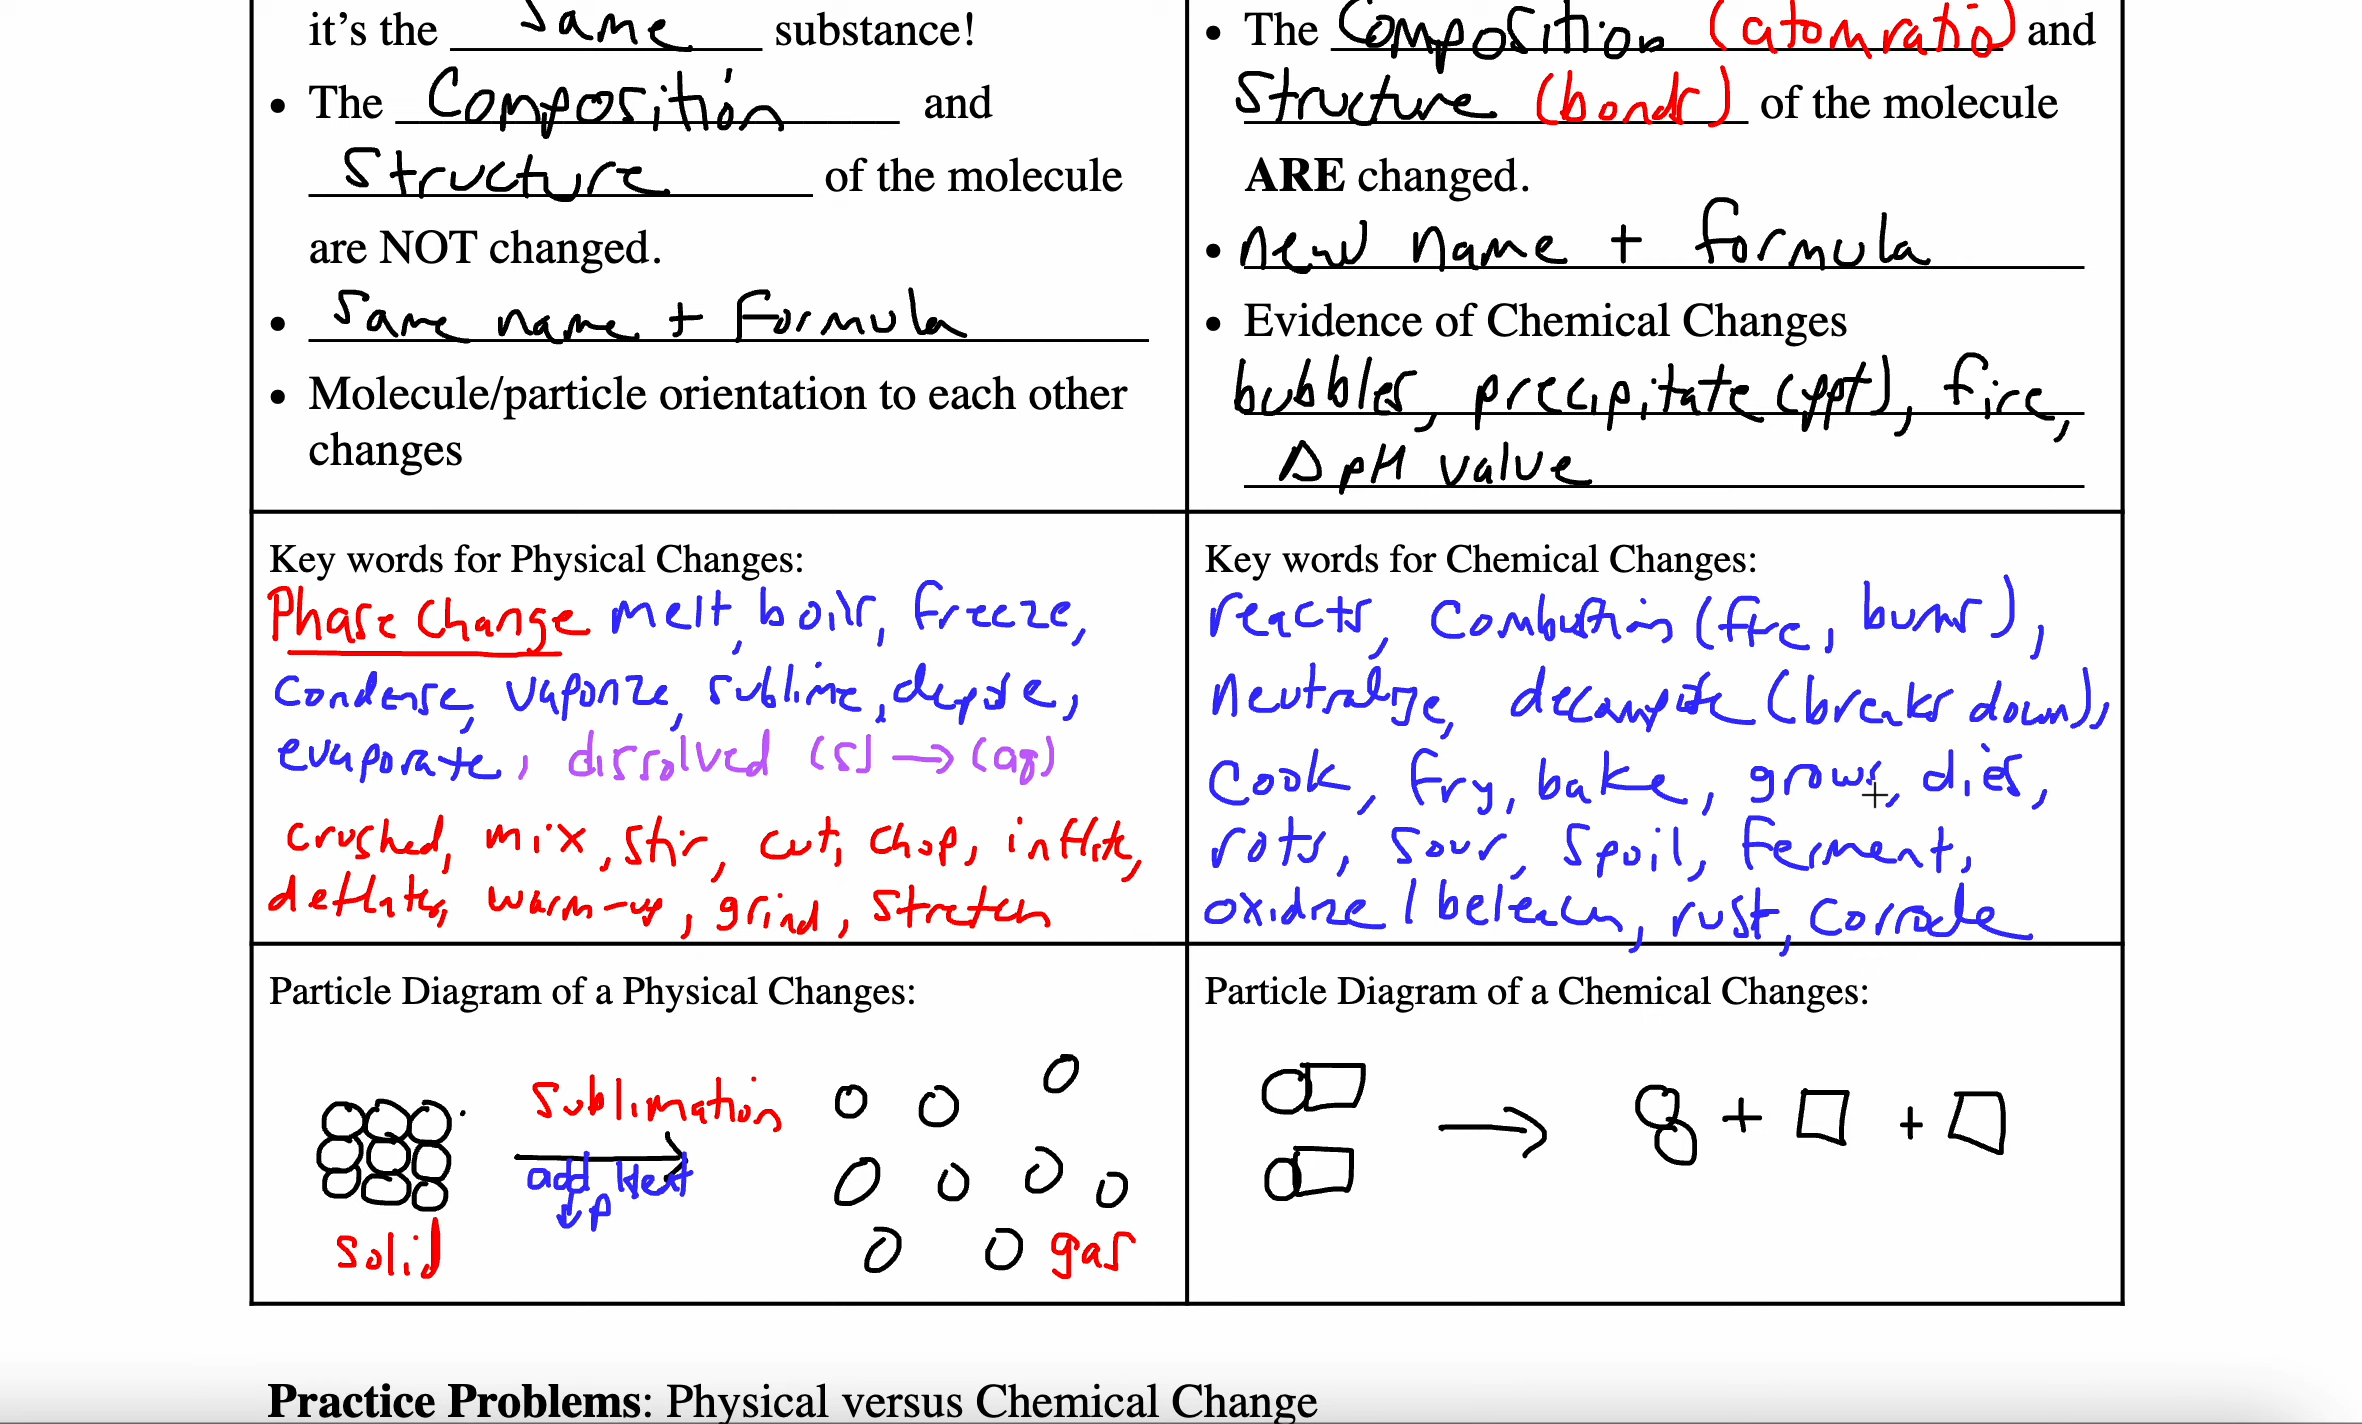 it's the Same substance!
• The Composition and
Structure of the molecule
are NOT changed.
• Same name + Formula
• Molecule/particle orientation to each other
changes
• The Composition (atom ratio) and
Structure (bonds) of the molecule
ARE changed.
• new name + formula
• Evidence of Chemical Changes
bubbles, precipitate (ppt), fire,
Δ pH value
Key words for Physical Changes:
Phase Change melt, boils, freeze,
Condense, vaporize, sublime, depose,
evaporate, dissolved (s) → (aq)
crushed, mix, stir, cut, chop, inflate,
deflates, warm-up, grind, stretch
Key words for Chemical Changes:
reacts, Combustion (fire, burns),
Neutralize, decompose (breaks down),
Cook, fry, bake, grows, dies,
rots, sour, spoil, ferment,
oxidize / beleach, rust, corrode
Particle Diagram of a Physical Changes:
Sublimation
add Heat
↓P
solid
gas
Particle Diagram of a Chemical Changes:
→ + +
Practice Problems: Physical versus Chemical Change